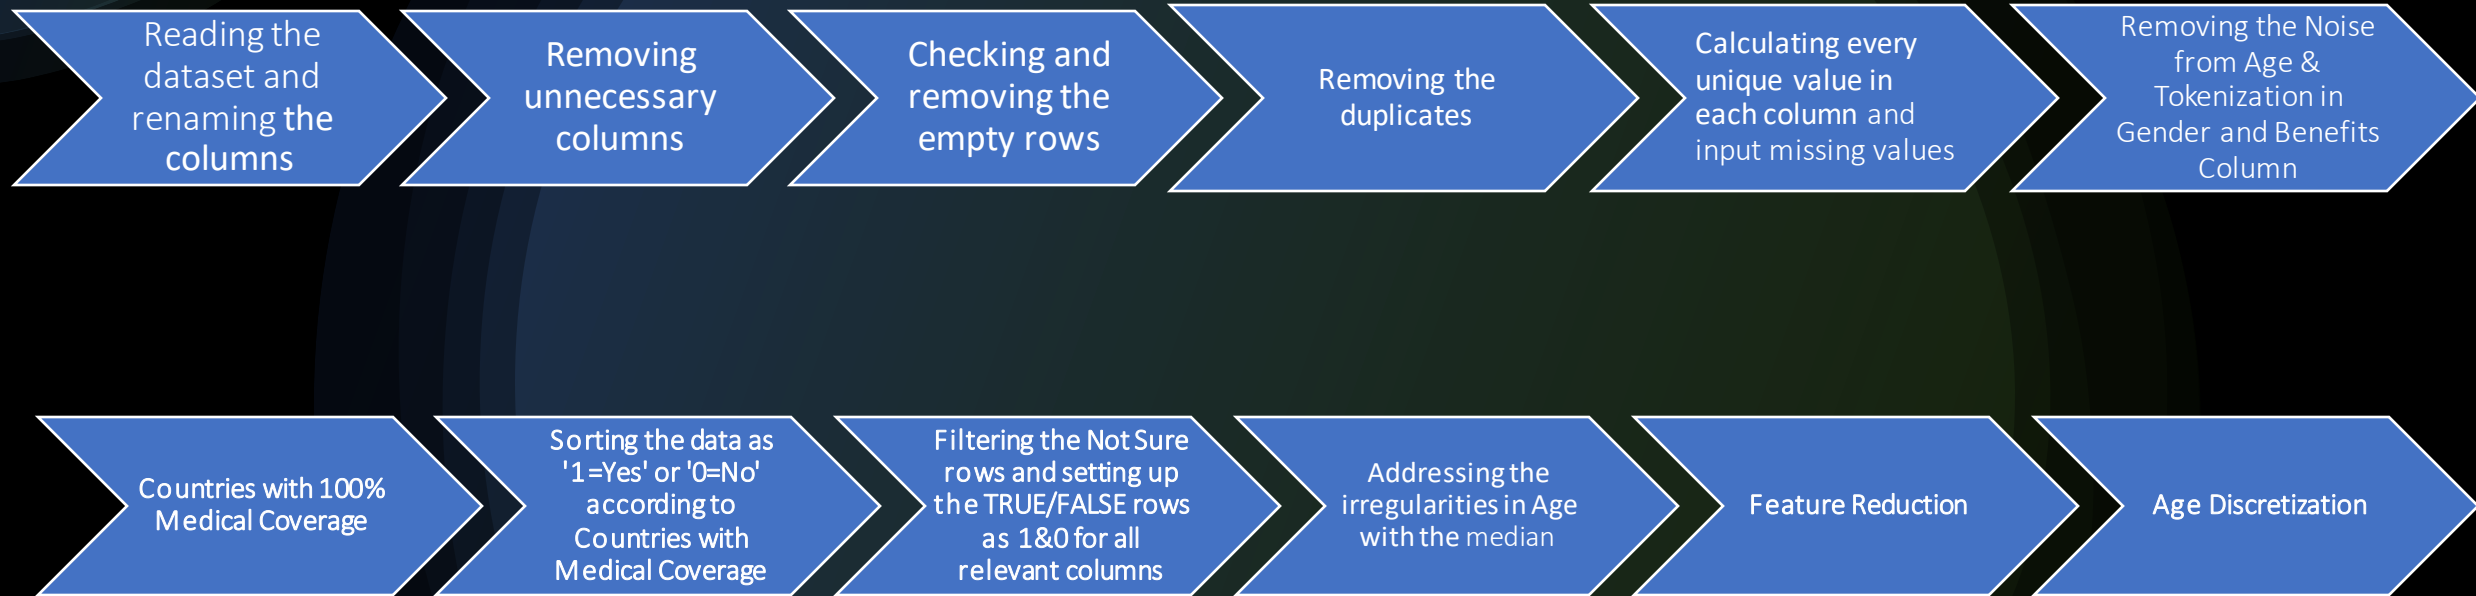 Reading the
dataset and
renaming the
columns
Removing
unnecessary
columns
Checking and
removing the
empty rows
Removing the
duplicates
Calculating every
unique value in
each column and
input missing values
Removing the Noise
from Age &
Tokenization in
Gender and Benefits
Column
Countries with 100%
Medical Coverage
Sorting the data as
'1=Yes' or '0=No'
according to
Countries with
Medical Coverage
Filtering the Not Sure
rows and setting up
the TRUE/FALSE rows
as 1&0 for all
relevant columns
Addressing the
irregularities in Age
with the median
Feature Reduction
Age Discretization